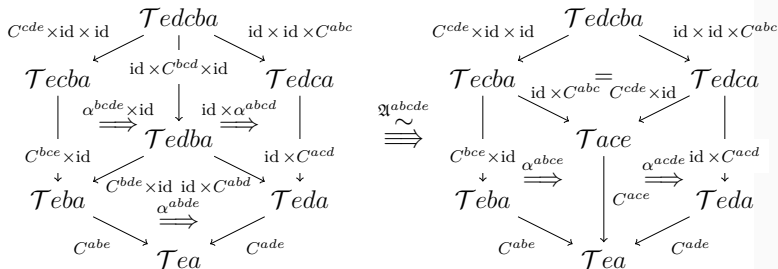 𝒯edcba 𝒯edcba
C^{cde}×id×id id×id×C^{abc} C^{cde}×id×id id×id×C^{abc}
id×C^{bcd}×id
𝒯ecba 𝒯edca 𝒯ecba = 𝒯edca
id×C^{abc} C^{cde}×id
α^{bcde}×id id×α^{abcd} 𝔄^{abcde}
⟹ ⟹ ∼
𝒯edba ⇛ 𝒯ace
C^{bce}×id id×C^{acd} C^{bce}×id id×C^{acd}
α^{abce} α^{acde}
⟹ ⟹
C^{bde}×id id×C^{abd}
𝒯eba 𝒯eda 𝒯eba C^{ace} 𝒯eda
α^{abde}
⟹
C^{abe} C^{ade} C^{abe} C^{ade}
𝒯ea 𝒯ea